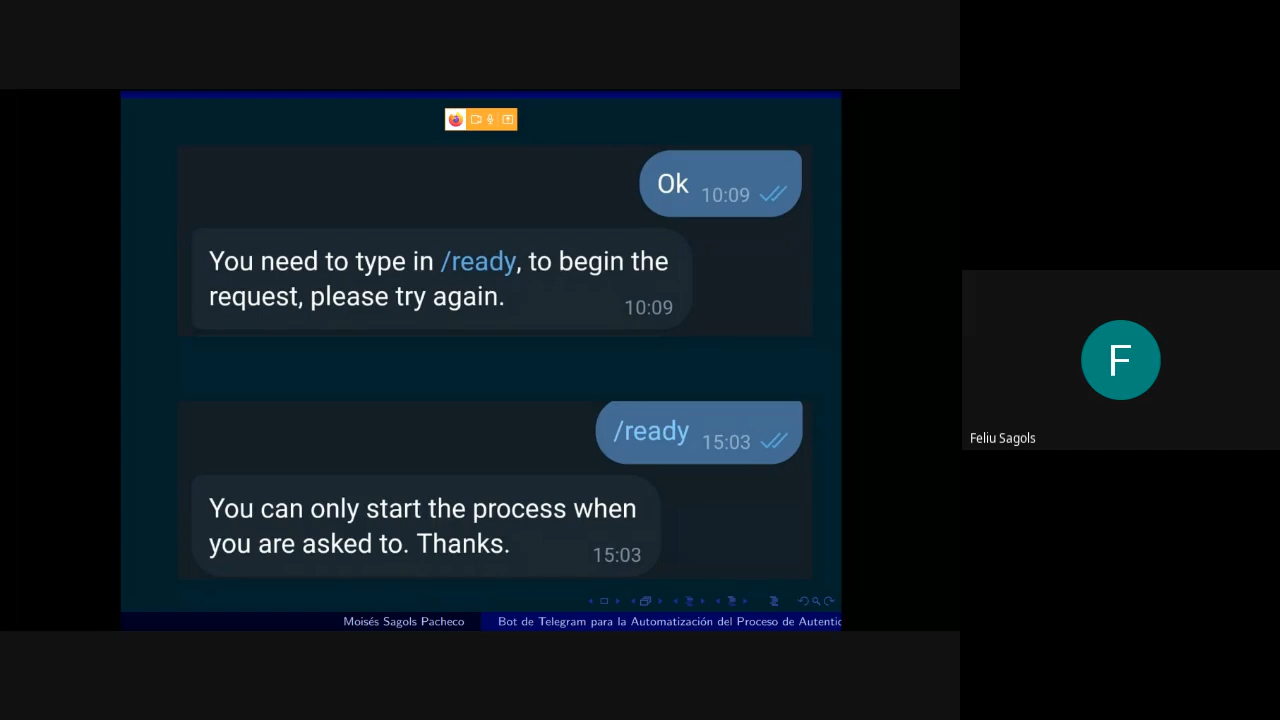 Ok 10:09
You need to type in /ready, to begin the
request, please try again. 10:09
/ready 15:03
You can only start the process when
you are asked to. Thanks. 15:03
Moisés Sagols Pacheco Bot de Telegram para la Automatización del Proceso de Autentic
F
Feliu Sagols